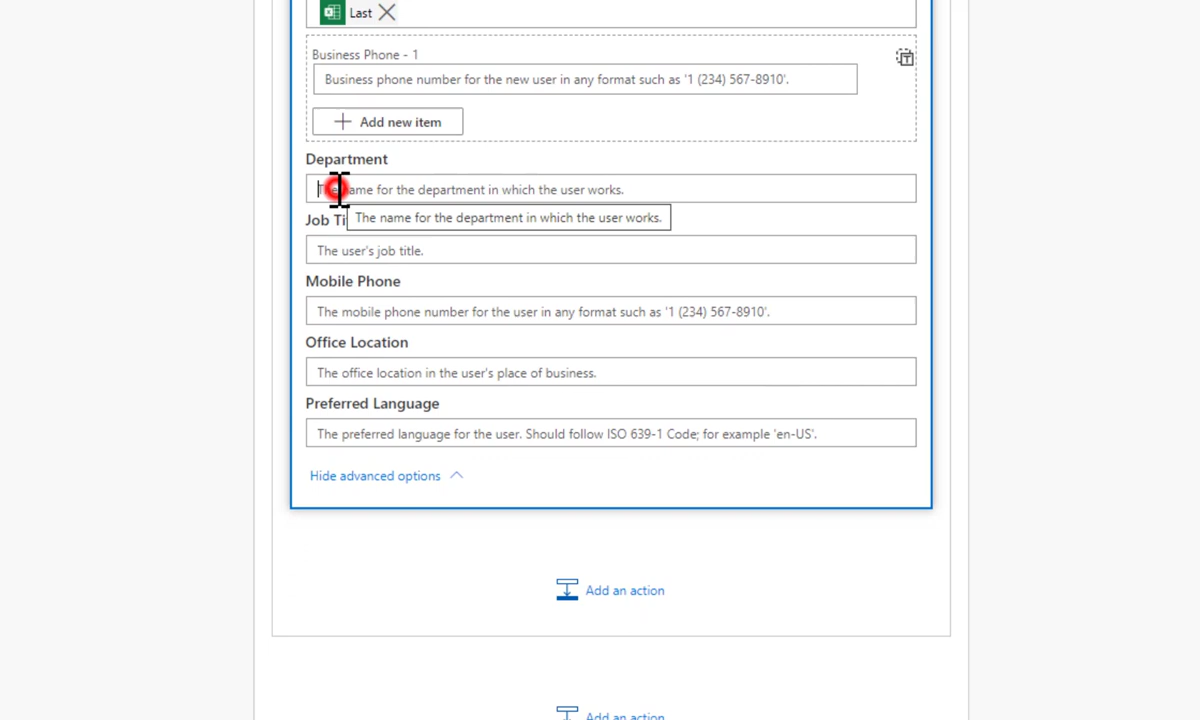 Last
Business Phone - 1
Business phone number for the new user in any format such as '1 (234) 567-8910'.
Add new item
Department
The name for the department in which the user works.
The name for the department in which the user works.
Job Ti
The user's job title.
Mobile Phone
The mobile phone number for the user in any format such as '1 (234) 567-8910'.
Office Location
The office location in the user's place of business.
Preferred Language
The preferred language for the user. Should follow ISO 639-1 Code; for example 'en-US'.
Hide advanced options
Add an action
Add an action